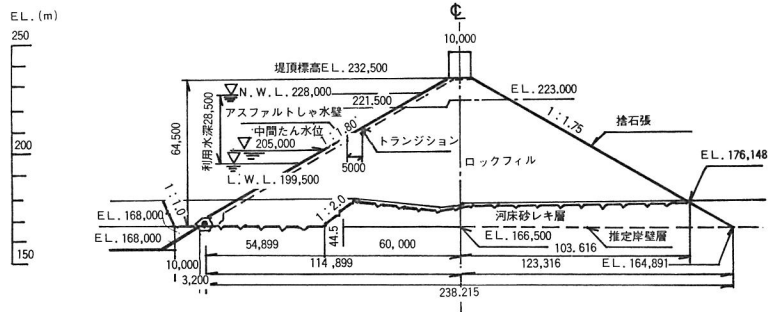 EL.(m)
250
200
150
℄
10,000
堤頂標高EL.232,500
N.W.L.228,000
221,500
EL.223.000
アスファルトしゃ水壁
1:1.80
1:1.75
捨石張
中間たん水位
205,000
トランジション
利用水深28,500
64,500
5000
ロックフィル
EL.176,148
L.W.L.199,500
1:1.0
1:2.0
EL.168,000
河床砂レキ層
EL.168,000
44.5
EL.166,500
推定岸壁層
54,899
60,000
103.616
10,000
114,899
123,316
EL.164,891
3,200
238.215